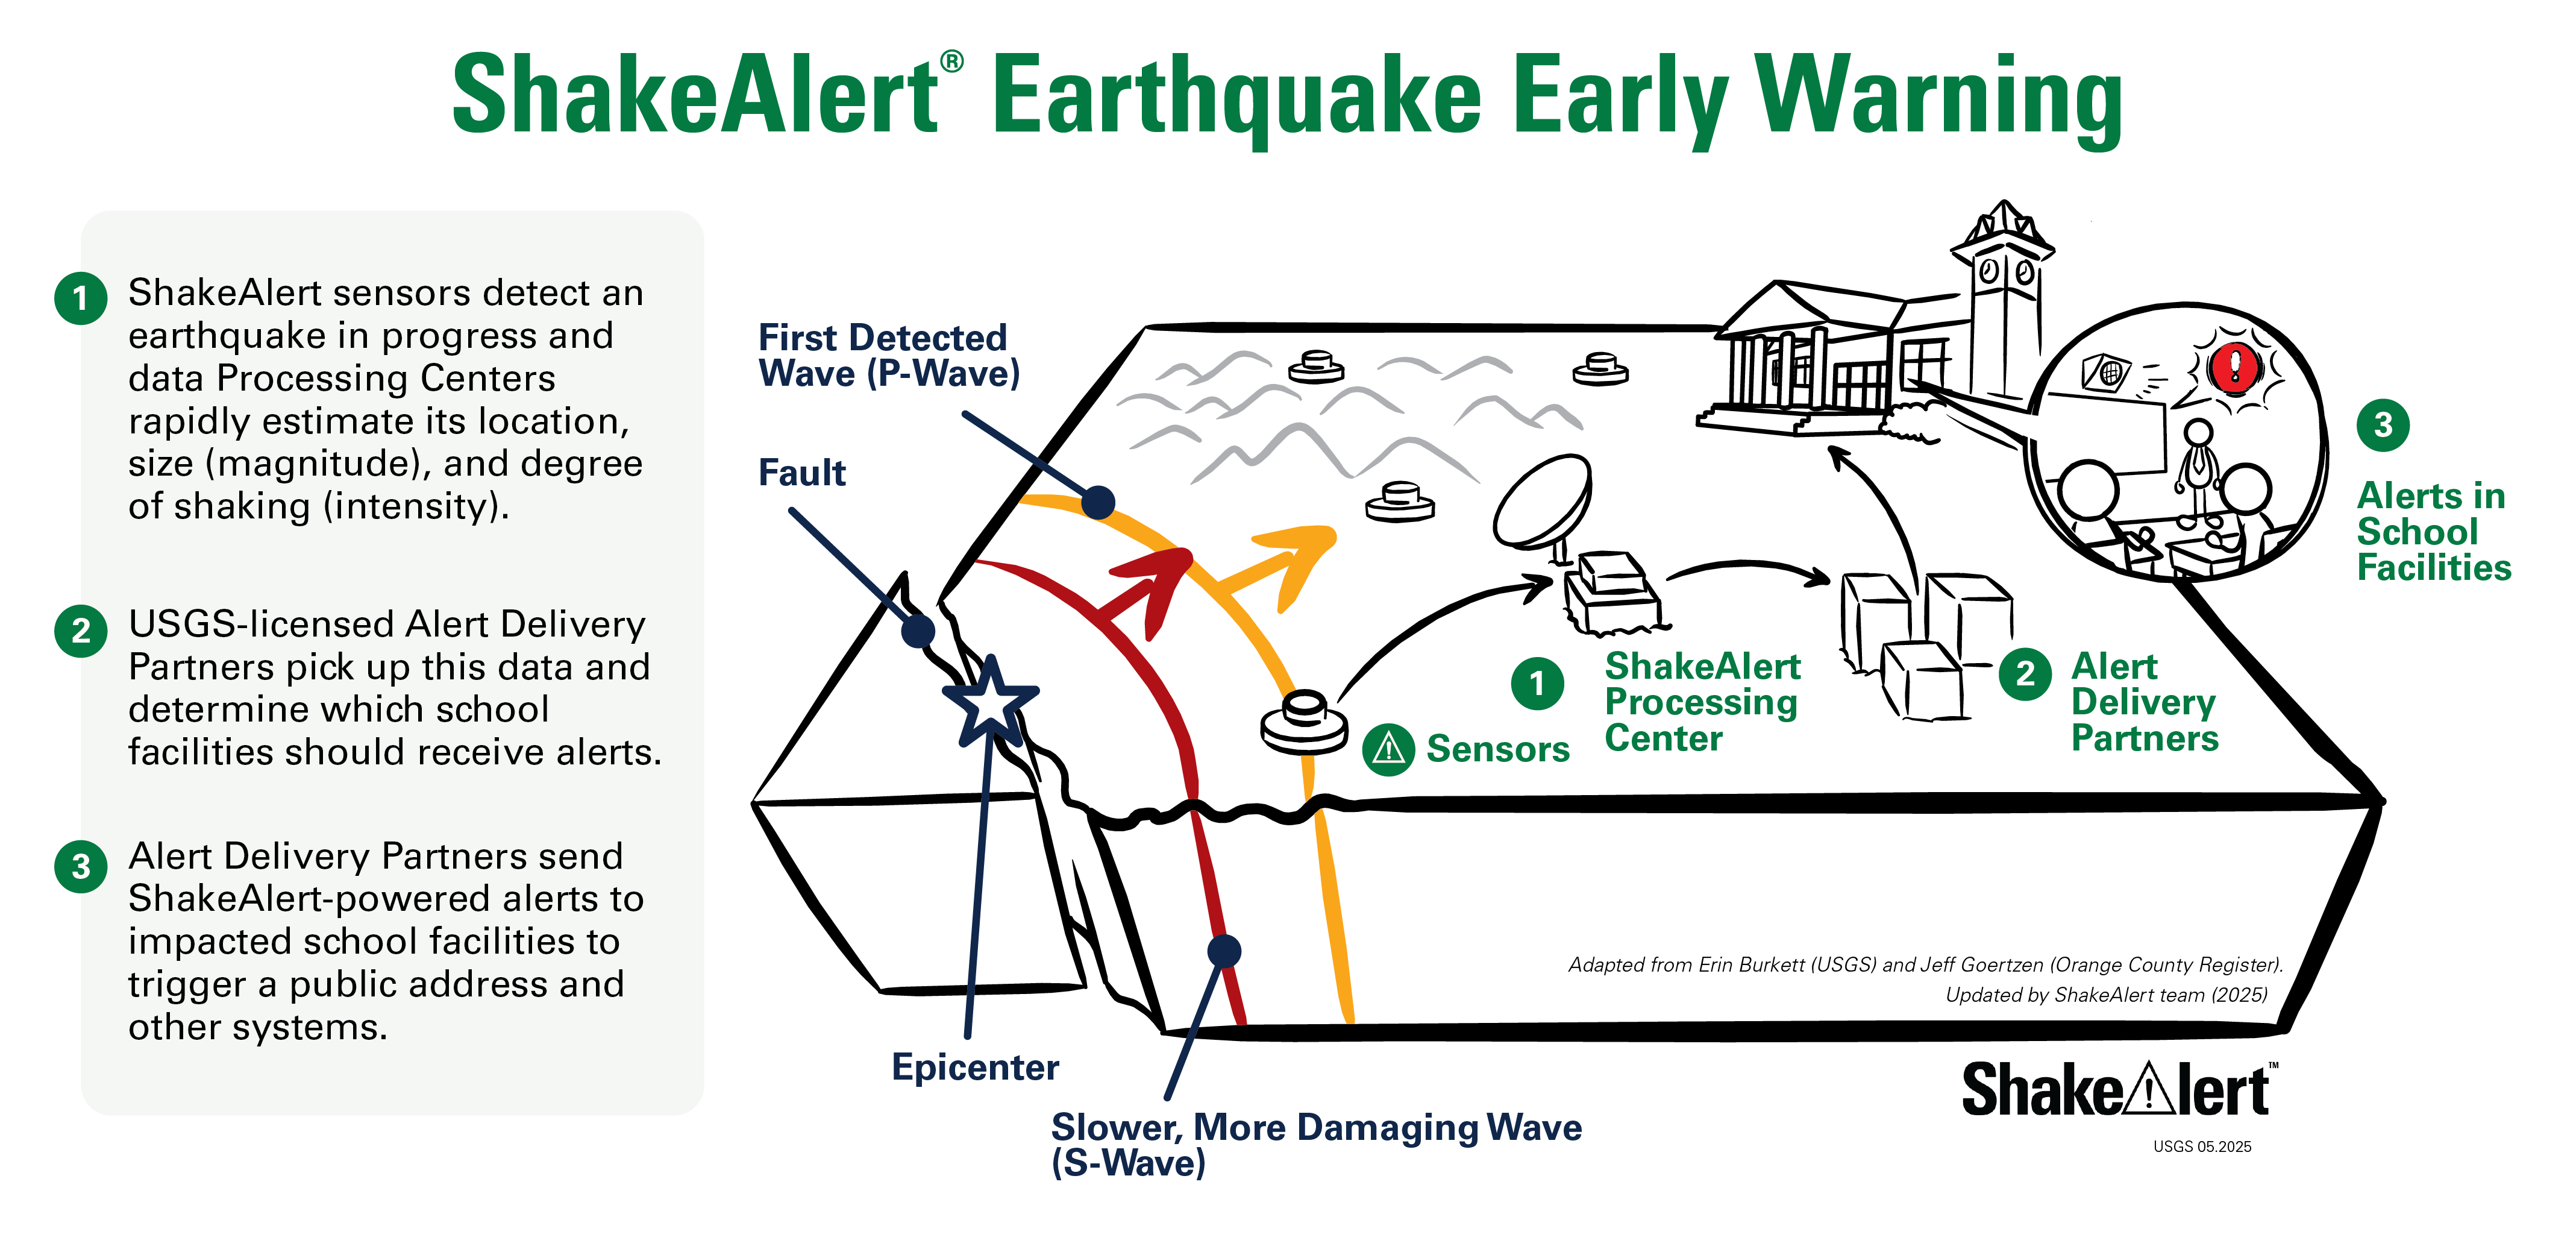 ShakeAlert® Earthquake Early Warning
1 ShakeAlert sensors detect an
earthquake in progress and
data Processing Centers
rapidly estimate its location,
size (magnitude), and degree
of shaking (intensity).
2 USGS-licensed Alert Delivery
Partners pick up this data and
determine which school
facilities should receive alerts.
3 Alert Delivery Partners send
ShakeAlert-powered alerts to
impacted school facilities to
trigger a public address and
other systems.
First Detected
Wave (P-Wave)
Fault
Epicenter
Slower, More Damaging Wave
(S-Wave)
Sensors
1 ShakeAlert
Processing
Center
2 Alert
Delivery
Partners
3
Alerts in
School
Facilities
Adapted from Erin Burkett (USGS) and Jeff Goertzen (Orange County Register).
Updated by ShakeAlert team (2025)
ShakeAlert™
USGS 05.2025